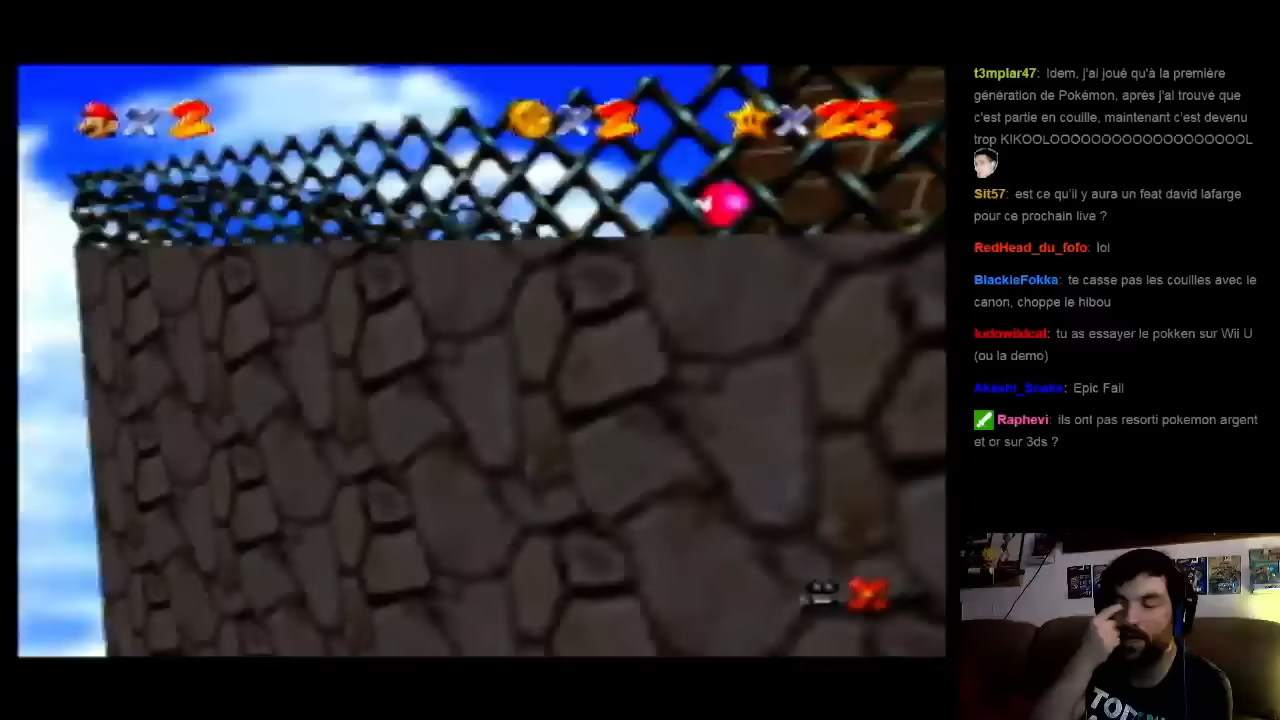 x 2
x 2
x 23
t3mplar47: Idem, j'ai joué qu'à la première
génération de Pokémon, aprés j'ai trouvé que
c'est partie en couille, maintenant c'est devenu
trop KIKOOLOOOOOOOOOOOOOOOOOOL
Sit57: est ce qu'il y aura un feat david lafarge
pour ce prochain live ?
RedHead_du_fofo: lol
BlackieFokka: te casse pas les couilles avec le
canon, choppe le hibou
ludowildcat: tu as essayer le pokken sur Wii U
(ou la demo)
Akashi_Snake: Epic Fail
Raphevi: ils ont pas resorti pokemon argent
et or sur 3ds ?